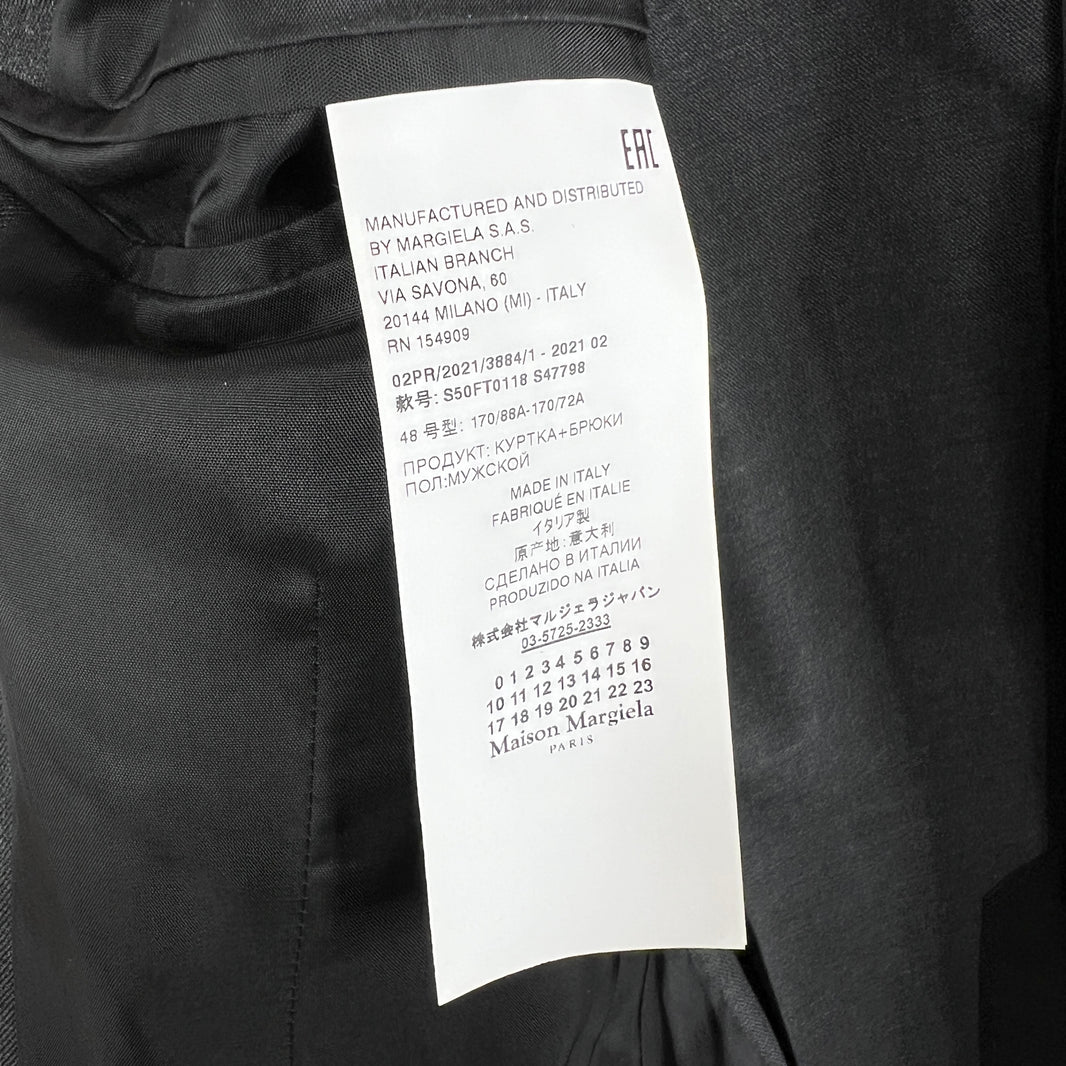 EAC
MANUFACTURED AND DISTRIBUTED
BY MARGIELA S.A.S.
ITALIAN BRANCH
VIA SAVONA, 60
20144 MILANO (MI) - ITALY
RN 154909
02PR/2021/3884/1 - 2021 02
款号: S50FT0118 S47798
48 号型: 170/88A-170/72A
ПРОДУКТ: КУРТКА+БРЮКИ
ПОЛ:МУЖСКОЙ
MADE IN ITALY
FABRIQUÉ EN ITALIE
イタリア製
原产地:意大利
СДЕЛАНО В ИТАЛИИ
PRODUZIDO NA ITALIA
株式会社マルジェラジャパン
03-5725-2333
0 1 2 3 4 5 6 7 8 9
10 11 12 13 14 15 16
17 18 19 20 21 22 23
Maison Margiela
PARIS